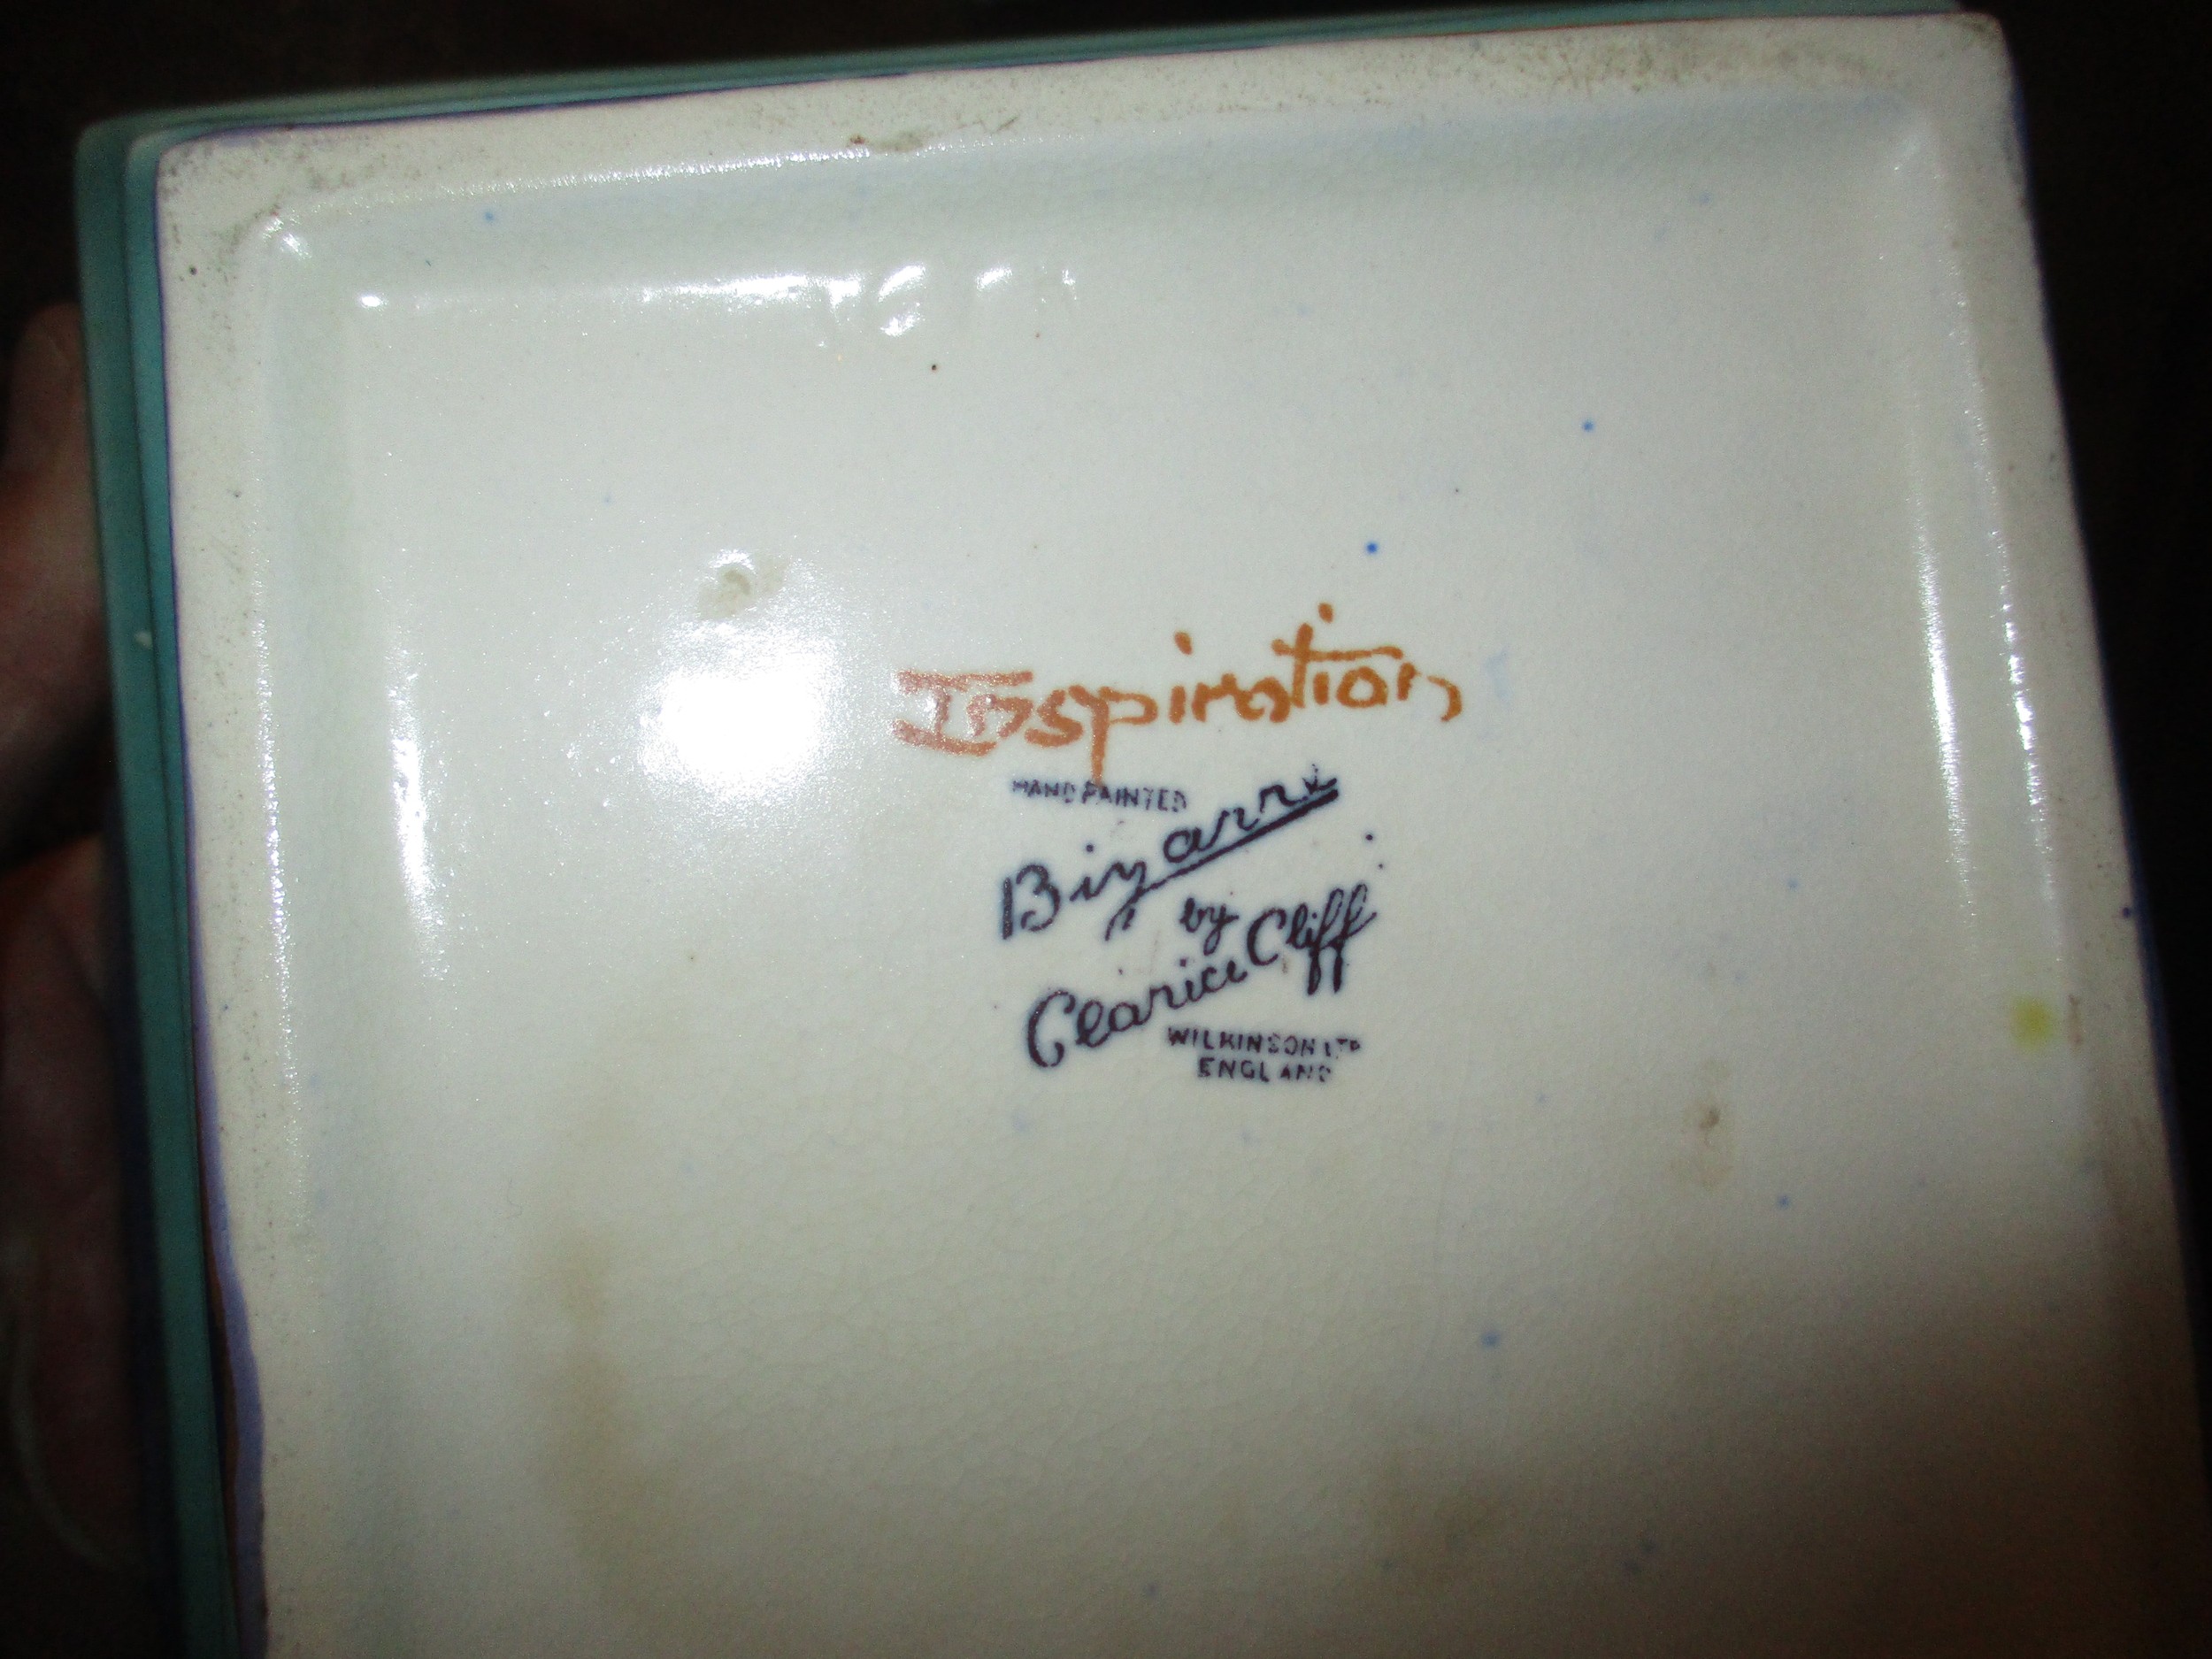 Inspiration
HAND PAINTED
Bizarre
by
Clarice Cliff
WILKINSON LTD
ENGLAND